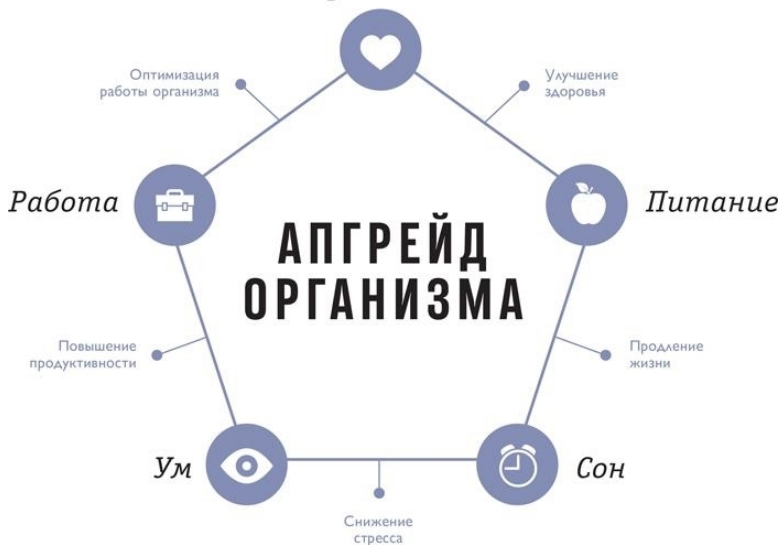 Оптимизация
работы организма
Улучшение
здоровья
Работа
Питание
АПГРЕЙД
ОРГАНИЗМА
Повышение
продуктивности
Продление
жизни
Ум
Сон
Снижение
стресса